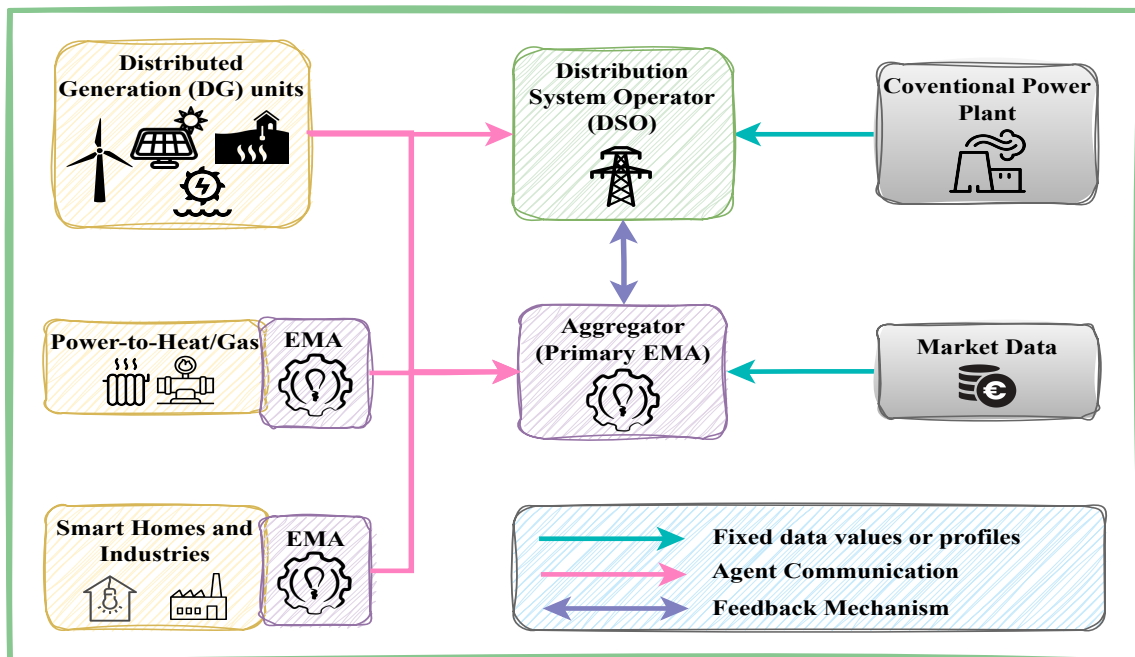 Distributed
Generation (DG) units
Distribution
System Operator
(DSO)
Coventional Power
Plant
Power-to-Heat/Gas
EMA
Aggregator
(Primary EMA)
Market Data
€
Smart Homes and
Industries
EMA
Fixed data values or profiles
Agent Communication
Feedback Mechanism